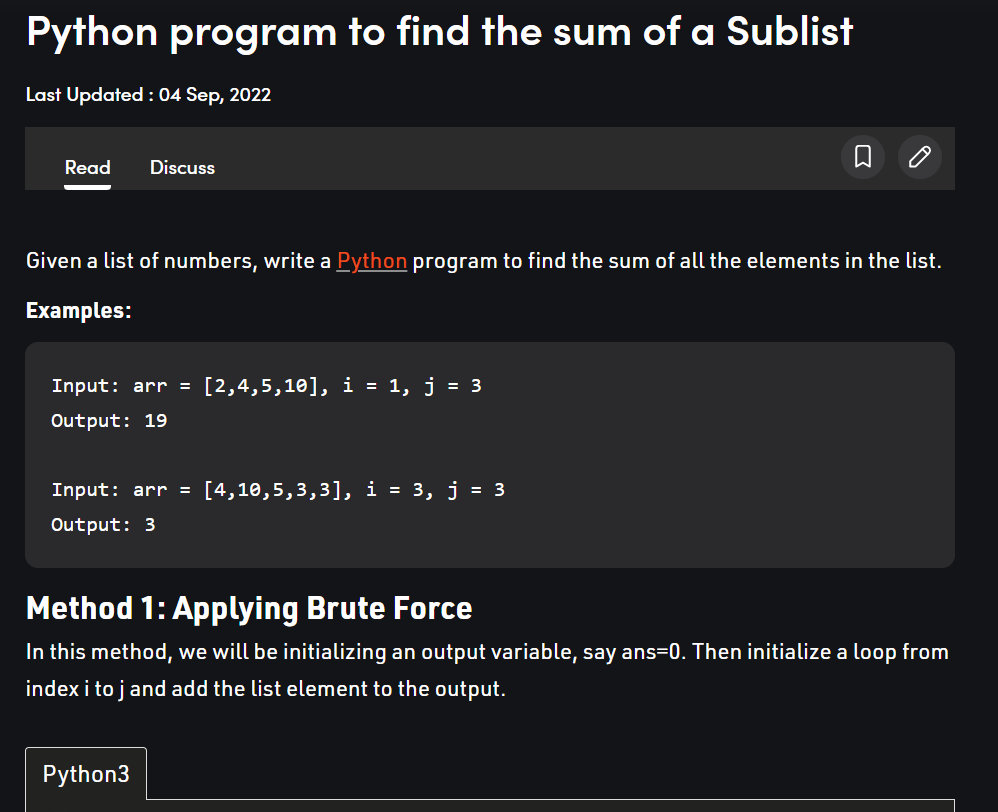 Python program to find the sum of a Sublist
Last Updated : 04 Sep, 2022
Read Discuss
Given a list of numbers, write a Python program to find the sum of all the elements in the list.
Examples:
Input: arr = [2,4,5,10], i = 1, j = 3
Output: 19
Input: arr = [4,10,5,3,3], i = 3, j = 3
Output: 3
Method 1: Applying Brute Force
In this method, we will be initializing an output variable, say ans=0. Then initialize a loop from
index i to j and add the list element to the output.
Python3